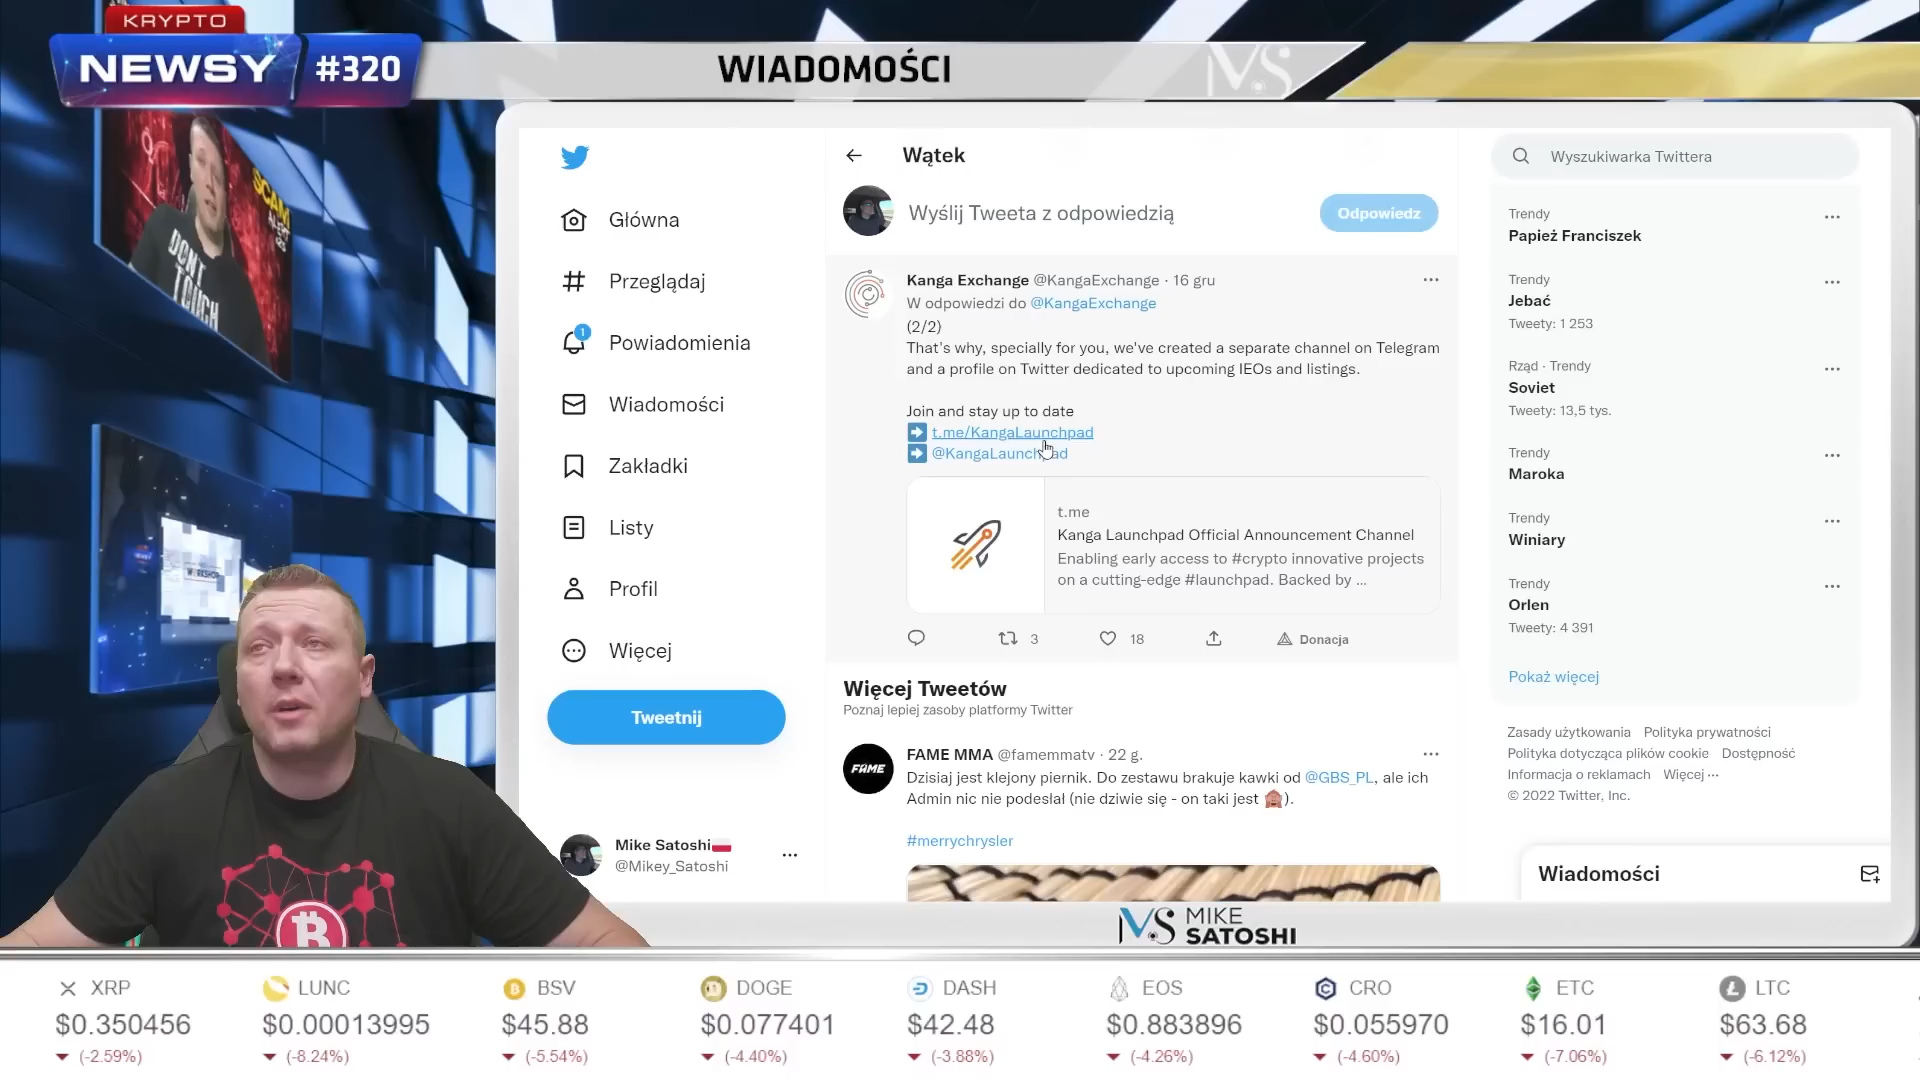 KRYPTO
NEWSY #320
WIADOMOŚCI
MS
SCAM
ALERT
DON'T
TOUCH
Wątek
Wyszukiwarka Twittera
Wyślij Tweeta z odpowiedzią
Odpowiedz
Główna
Przeglądaj
1
Powiadomienia
Wiadomości
Zakładki
Listy
Profil
Więcej
Tweetnij
Mike Satoshi
@Mikey_Satoshi
Kanga Exchange @KangaExchange · 16 gru
W odpowiedzi do @KangaExchange
(2/2)
That's why, specially for you, we've created a separate channel on Telegram
and a profile on Twitter dedicated to upcoming IEOs and listings.
Join and stay up to date
t.me/KangaLaunchpad
@KangaLaunchpad
t.me
Kanga Launchpad Official Announcement Channel
Enabling early access to #crypto innovative projects
on a cutting-edge #launchpad. Backed by ...
3
18
Donacja
Więcej Tweetów
Poznaj lepiej zasoby platformy Twitter
FAME
FAME MMA @famemmatv · 22 g.
Dzisiaj jest klejony piernik. Do zestawu brakuje kawki od @GBS_PL, ale ich
Admin nic nie podesłał (nie dziwie się - on taki jest 🙈).
#merrychrysler
Trendy
Papież Franciszek
Trendy
Jebać
Tweety: 1 253
Rząd · Trendy
Soviet
Tweety: 13,5 tys.
Trendy
Maroka
Trendy
Winiary
Trendy
Orlen
Tweety: 4 391
Pokaż więcej
Zasady użytkowania Polityka prywatności
Polityka dotycząca plików cookie Dostępność
Informacja o reklamach Więcej ···
© 2022 Twitter, Inc.
Wiadomości
MS MIKE
SATOSHI
XRP LUNC BSV DOGE DASH EOS CRO ETC LTC
$0.350456 $0.00013995 $45.88 $0.077401 $42.48 $0.883896 $0.055970 $16.01 $63.68
(-2.59%) (-8.24%) (-5.54%) (-4.40%) (-3.88%) (-4.26%) (-4.60%) (-7.06%) (-6.12%)